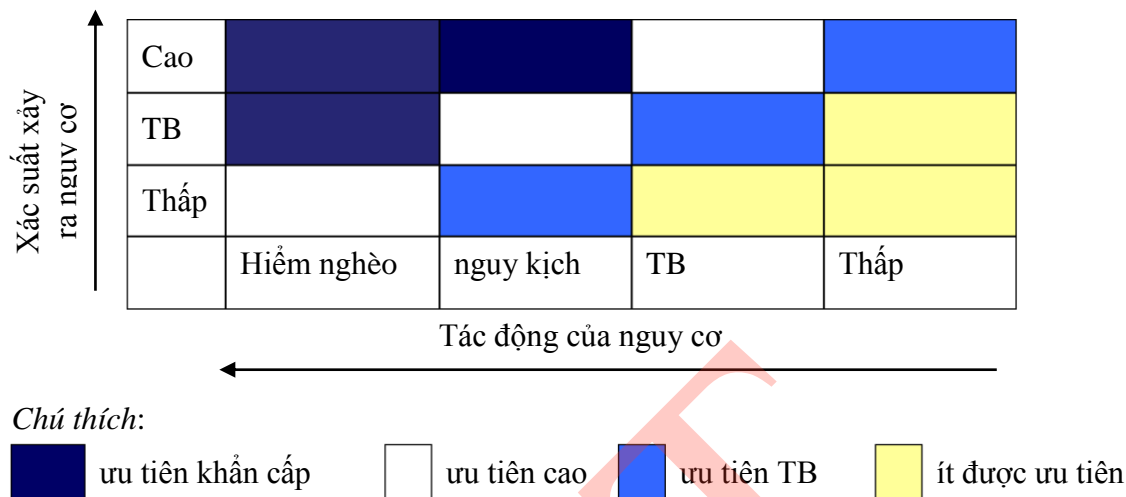 Xác suất xảy
ra nguy cơ
Cao
TB
Thấp
Hiểm nghèo nguy kịch TB Thấp
Tác động của nguy cơ
Chú thích:
ưu tiên khẩn cấp ưu tiên cao ưu tiên TB ít được ưu tiên